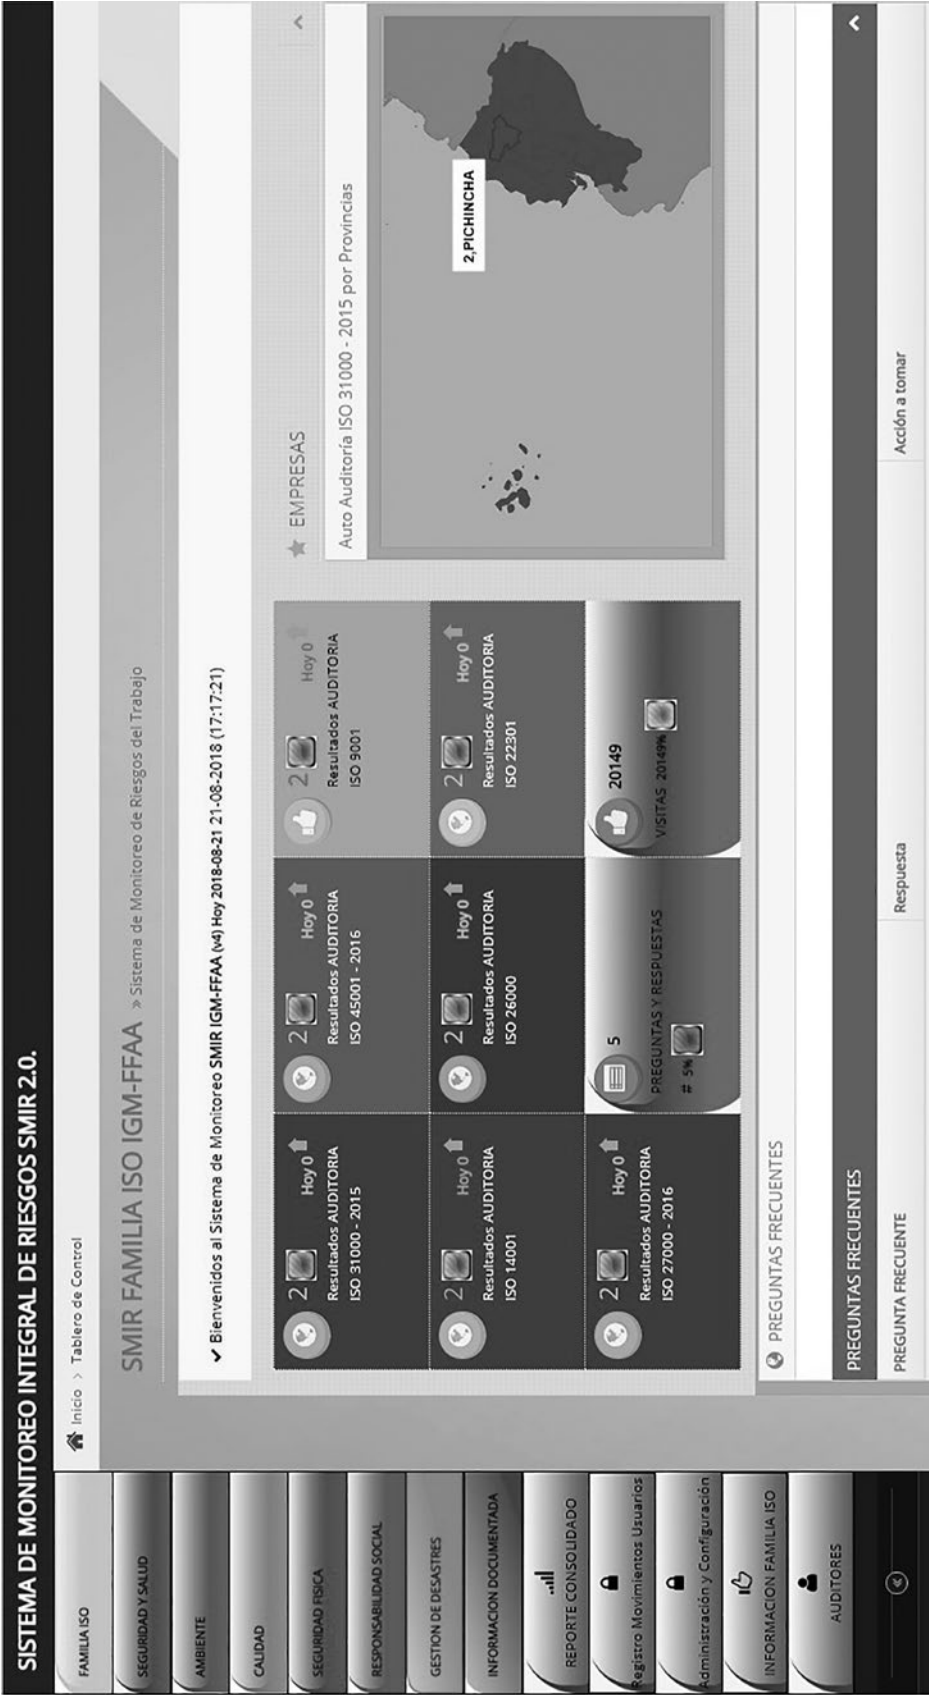 SISTEMA DE MONITOREO INTEGRAL DE RIESGOS SMIR 2.0.
FAMILIA ISO
SEGURIDAD Y SALUD
AMBIENTE
CALIDAD
SEGURIDAD FISICA
RESPONSABILIDAD SOCIAL
GESTION DE DESASTRES
INFORMACION DOCUMENTADA
REPORTE CONSOLIDADO
Registro Movimientos Usuarios
Administración y Configuración
INFORMACION FAMILIA ISO
AUDITORES
Inicio > Tablero de Control
SMIR FAMILIA ISO IGM-FFAA » Sistema de Monitoreo de Riesgos del Trabajo
✔ Bienvenidos al Sistema de Monitoreo SMIR IGM-FFAA (v4) Hoy 2018-08-21 21-08-2018 (17:17:21)
2 Hoy 0
Resultados AUDITORIA
ISO 31000 - 2015
2 Hoy 0
Resultados AUDITORIA
ISO 45001 - 2016
2 Hoy 0
Resultados AUDITORIA
ISO 9001
2 Hoy 0
Resultados AUDITORIA
ISO 14001
2 Hoy 0
Resultados AUDITORIA
ISO 26000
2 Hoy 0
Resultados AUDITORIA
ISO 22301
2 Hoy 0
Resultados AUDITORIA
ISO 27000 - 2016
5
PREGUNTAS Y RESPUESTAS
# 5%
20149
VISITAS 20149%
EMPRESAS
Auto Auditoría ISO 31000 - 2015 por Provincias
2,PICHINCHA
PREGUNTAS FRECUENTES
PREGUNTAS FRECUENTES
PREGUNTA FRECUENTE Respuesta Acción a tomar